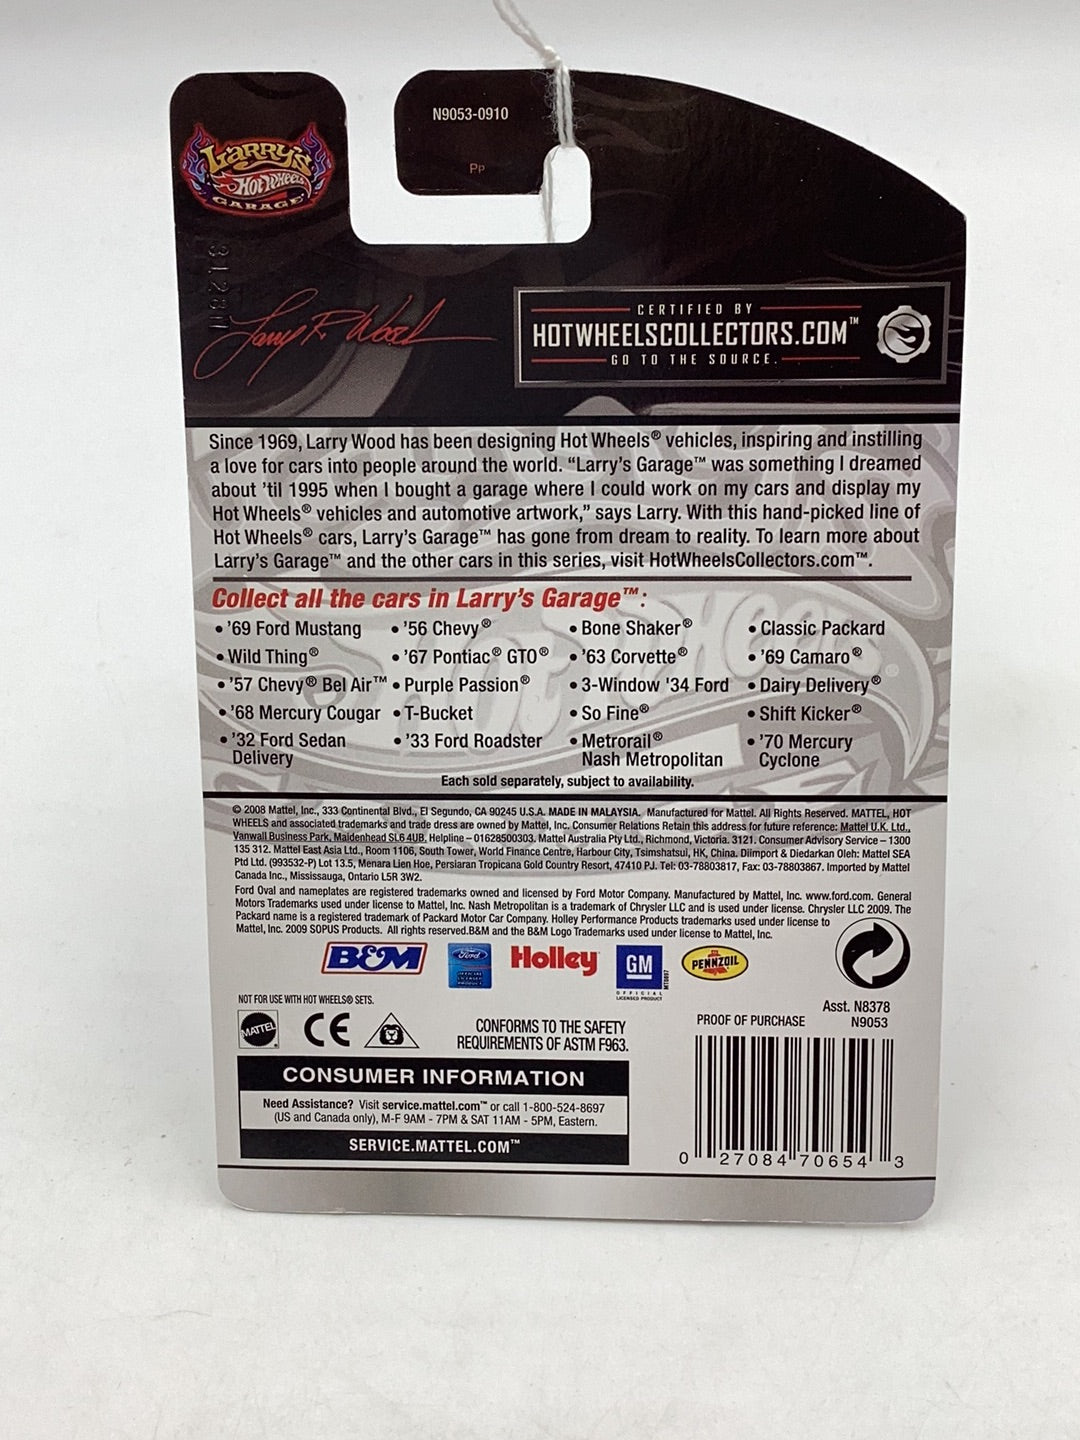 N9053-0910
Pp
Larry's
Hot Wheels
GARAGE
Larry R. Wood
CERTIFIED BY
HOTWHEELSCOLLECTORS.COM™
GO TO THE SOURCE.
Since 1969, Larry Wood has been designing Hot Wheels® vehicles, inspiring and instilling
a love for cars into people around the world. “Larry’s Garage™ was something I dreamed
about ’til 1995 when I bought a garage where I could work on my cars and display my
Hot Wheels® vehicles and automotive artwork,” says Larry. With this hand-picked line of
Hot Wheels® cars, Larry’s Garage™ has gone from dream to reality. To learn more about
Larry’s Garage™ and the other cars in this series, visit HotWheelsCollectors.com™.
Collect all the cars in Larry’s Garage™:
• ’69 Ford Mustang
• Wild Thing®
• ’57 Chevy® Bel Air™
• ’68 Mercury Cougar
• ’32 Ford Sedan
Delivery
• ’56 Chevy®
• ’67 Pontiac® GTO®
• Purple Passion®
• T-Bucket
• ’33 Ford Roadster
• Bone Shaker®
• ’63 Corvette®
• 3-Window '34 Ford
• So Fine®
• Metrorail®
Nash Metropolitan
• Classic Packard
• ’69 Camaro®
• Dairy Delivery®
• Shift Kicker®
• ’70 Mercury
Cyclone
Each sold separately, subject to availability.
© 2008 Mattel, Inc., 333 Continental Blvd., El Segundo, CA 90245 U.S.A. MADE IN MALAYSIA. Manufactured for Mattel. All Rights Reserved. MATTEL, HOT
WHEELS and associated trademarks and trade dress are owned by Mattel, Inc. Consumer Relations Retain this address for future reference: Mattel U.K. Ltd.,
Vanwall Business Park, Maidenhead SL6 4UB. Helpline – 01628500303. Mattel Australia Pty Ltd., Richmond, Victoria. 3121. Consumer Advisory Service – 1300
135 312. Mattel East Asia Ltd., Room 1106, South Tower, World Finance Centre, Harbour City, Tsimshatsui, HK, China. Diimport & Diedarkan Oleh: Mattel SEA
Ptd Ltd. (993532-P) Lot 13.5, Menara Lien Hoe, Persiaran Tropicana Gold Country Resort, 47410 PJ. Tel: 03-78803817, Fax: 03-78803867. Imported by Mattel
Canada Inc., Mississauga, Ontario L5R 3W2.
Ford Oval and nameplates are registered trademarks owned and licensed by Ford Motor Company. Manufactured by Mattel, Inc. www.ford.com. General
Motors Trademarks used under license to Mattel, Inc. Nash Metropolitan is a trademark of Chrysler LLC and is used under license. Chrysler LLC 2009. The
Packard name is a registered trademark of Packard Motor Car Company. Holley Performance Products trademarks used under license to
Mattel, Inc. 2009 SOPUS Products. All rights reserved.B&M and the B&M Logo Trademarks used under license to Mattel, Inc.
B&M
Ford
OFFICIAL
LICENSED
PRODUCT
Holley
GM
OFFICIAL
LICENSED PRODUCT
PENNZOIL
NOT FOR USE WITH HOT WHEELS® SETS.
MATTEL
CE
CONFORMS TO THE SAFETY
REQUIREMENTS OF ASTM F963.
CONSUMER INFORMATION
Need Assistance? Visit service.mattel.com™ or call 1-800-524-8697
(US and Canada only), M-F 9AM - 7PM & SAT 11AM - 5PM, Eastern.
SERVICE.MATTEL.COM™
Asst. N8378
PROOF OF PURCHASE N9053
0 27084 70654 3